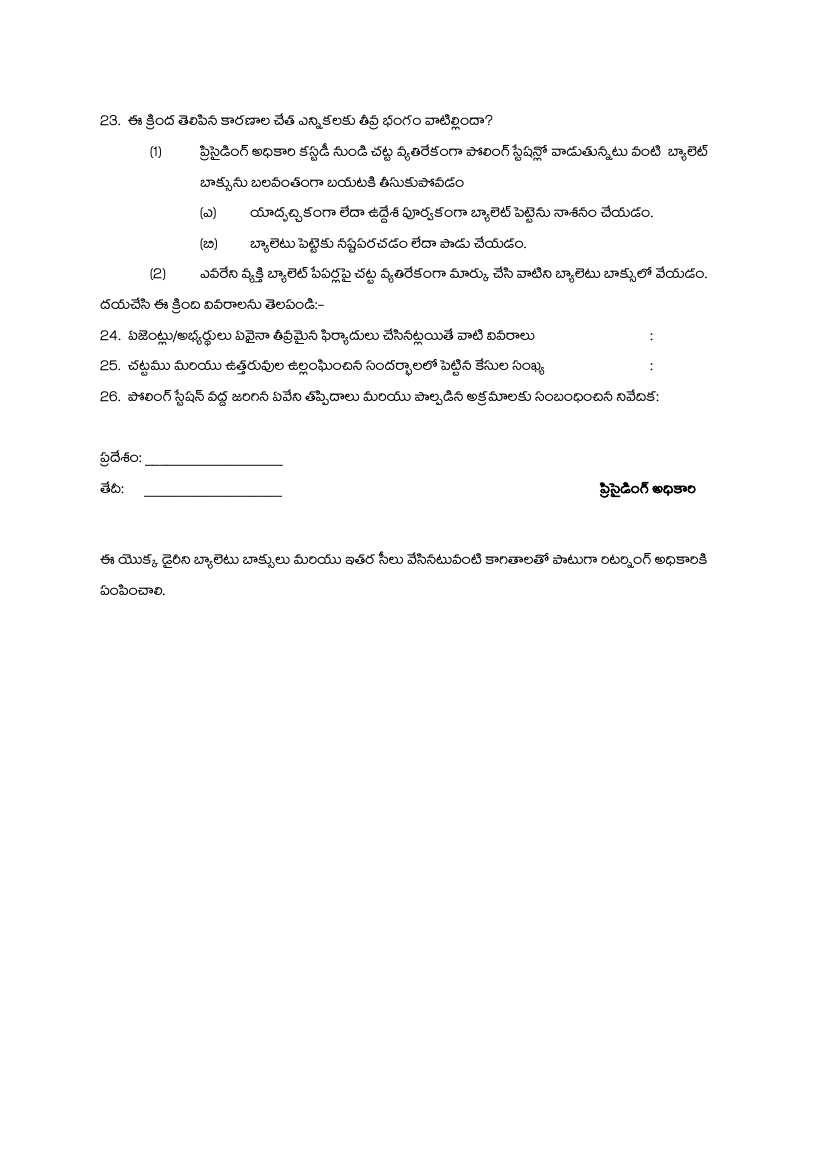 23. ఈ క్రింద తెలిపిన కారణాల చేత ఎన్నికలకు తీవ్ర భంగం వాటిల్లిందా?
(1) ప్రిసైడింగ్ అధికారి కస్టడీ నుండి చట్ట వ్యతిరేకంగా పోలింగ్ స్టేషన్లో వాడుతున్నటు వంటి బ్యాలెట్
బాక్సును బలవంతంగా బయటకి తీసుకుపోవడం
(ఎ) యాదృచ్ఛికంగా లేదా ఉద్దేశ పూర్వకంగా బ్యాలెట్ పెట్టెను నాశనం చేయడం.
(బి) బ్యాలెటు పెట్టెకు నష్టపరచడం లేదా పాడు చేయడం.
(2) ఎవరేని వ్యక్తి బ్యాలెట్ పేపర్లపై చట్ట వ్యతిరేకంగా మార్కు చేసి వాటిని బ్యాలెటు బాక్సులో వేయడం.
దయచేసి ఈ క్రింది వివరాలను తెలపండి:-
24. ఏజెంట్లు/అభ్యర్థులు ఏవైనా తీవ్రమైన ఫిర్యాదులు చేసినట్లయితే వాటి వివరాలు :
25. చట్టము మరియు ఉత్తరువుల ఉల్లంఘించిన సందర్భాలలో పెట్టిన కేసుల సంఖ్య :
26. పోలింగ్ స్టేషన్ వద్ద జరిగిన ఏవేని తప్పిదాలు మరియు పాల్పడిన అక్రమాలకు సంబంధించిన నివేదిక:
ప్రదేశం: ____________________
తేదీ: ____________________ ప్రిసైడింగ్ అధికారి
ఈ యొక్క డైరీని బ్యాలెటు బాక్సులు మరియు ఇతర సీలు వేసినటువంటి కాగితాలతో పాటుగా రిటర్నింగ్ అధికారికి
పంపించాలి.